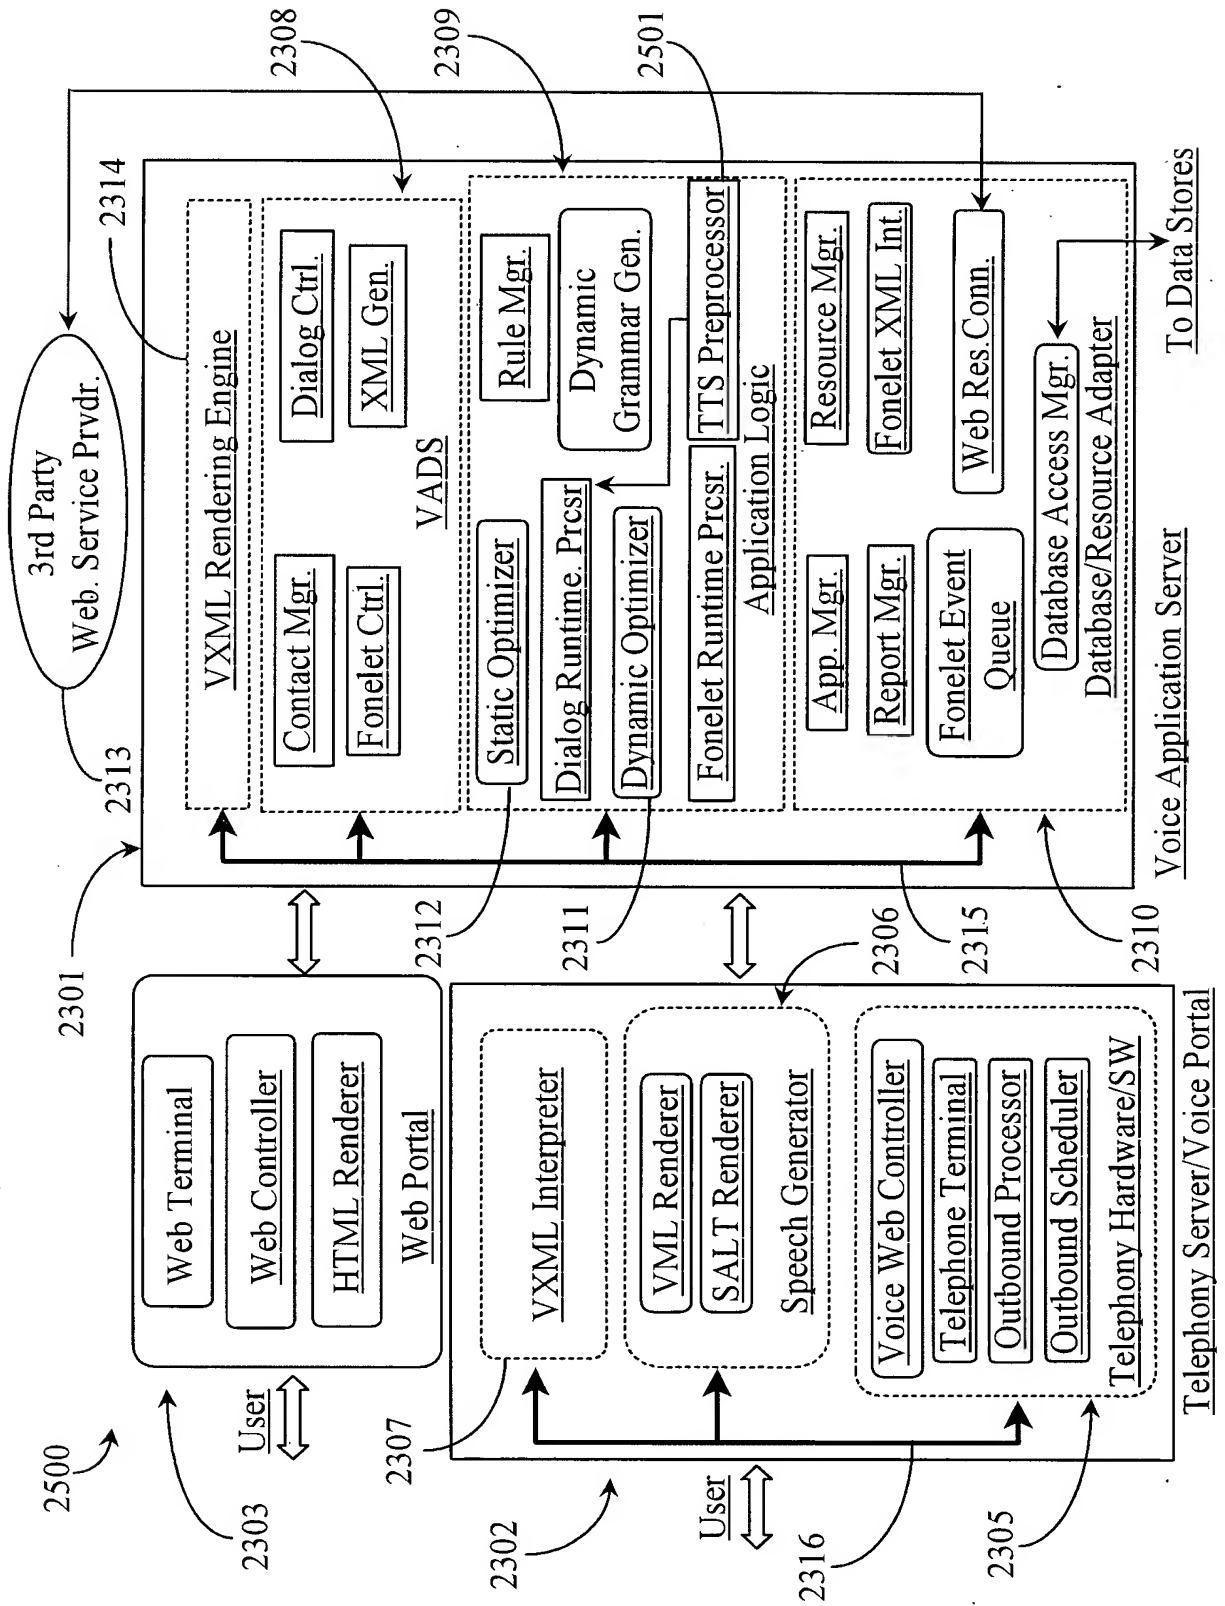 2500
2303
User
Web Terminal
Web Controller
HTML Renderer
Web Portal
2301
2313
3rd Party
Web. Service Prvdr.
2314
VXML Rendering Engine
2308
Contact Mgr.
Dialog Ctrl.
Fonelet Ctrl.
XML Gen.
VADS
2309
2312
Static Optimizer
Rule Mgr.
Dialog Runtime. Prcsr
Dynamic
Grammar Gen.
2311
Dynamic Optimizer
2501
Fonelet Runtime Prcsr.
TTS Preprocessor
Application Logic
App. Mgr.
Resource Mgr.
Report Mgr.
Fonelet XML Int.
Fonelet Event
Queue
Web Res.Conn.
Database Access Mgr.
Database/Resource Adapter
2315
2310
Voice Application Server
To Data Stores
2302
User
2307
VXML Interpreter
2306
VML Renderer
SALT Renderer
Speech Generator
2316
2305
Voice Web Controller
Telephone Terminal
Outbound Processor
Outbound Scheduler
Telephony Hardware/SW
Telephony Server/Voice Portal